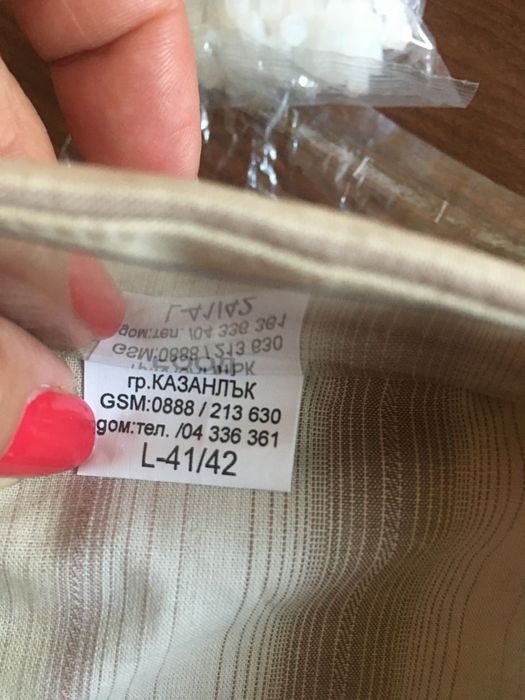 гр.КАЗАНЛЪК
GSM:0888 / 213 630
дом:тел. /04 336 361
L-41/42